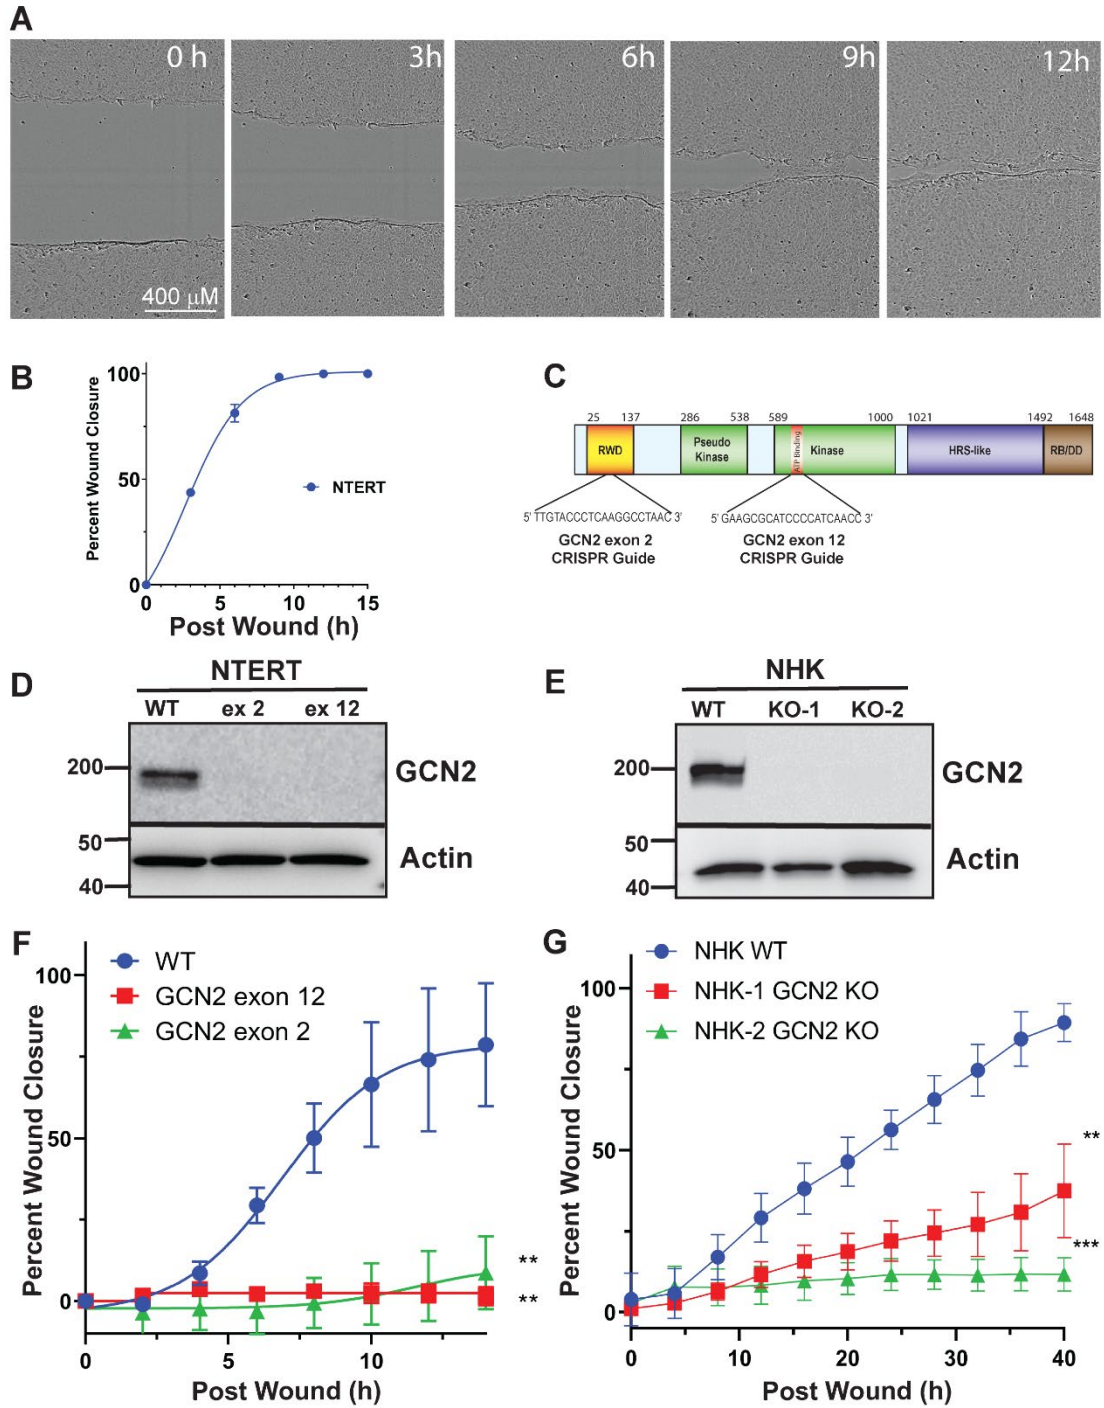 A
0 h
3h
6h
9h
12h
400 μM
B
Percent Wound Closure
100
50
0
0 5 10 15
NTERT
Post Wound (h)
C
25 137 286 538 589 1000 1021 1492 1648
RWD
Pseudo
Kinase
ATP Binding
Kinase
HRS-like
RB/DD
5' TTGTACCCTCAAGGCCTAAC 3'
GCN2 exon 2
CRISPR Guide
5' GAAGCGCATCCCCATCAACC 3'
GCN2 exon 12
CRISPR Guide
D
NTERT
WT ex 2 ex 12
200
GCN2
50
Actin
40
E
NHK
WT KO-1 KO-2
200
GCN2
50
Actin
40
F
WT
GCN2 exon 12
GCN2 exon 2
Percent Wound Closure
100
50
0
**
**
0 5 10
Post Wound (h)
G
NHK WT
NHK-1 GCN2 KO
NHK-2 GCN2 KO
Percent Wound Closure
100
50
0
**
***
0 10 20 30 40
Post Wound (h)